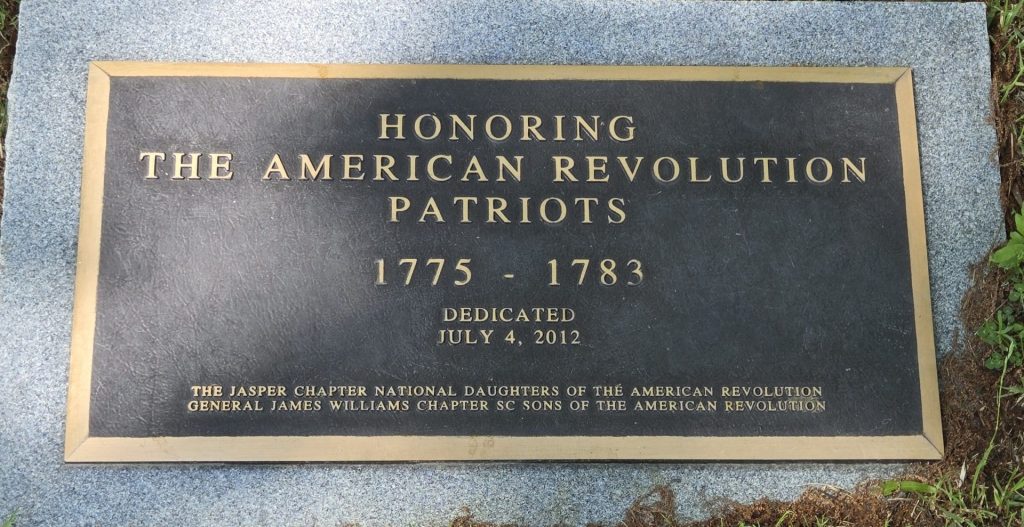 HONORING
THE AMERICAN REVOLUTION
PATRIOTS
1775 - 1783
DEDICATED
JULY 4, 2012
THE JASPER CHAPTER NATIONAL DAUGHTERS OF THE AMERICAN REVOLUTION
GENERAL JAMES WILLIAMS CHAPTER SC SONS OF THE AMERICAN REVOLUTION